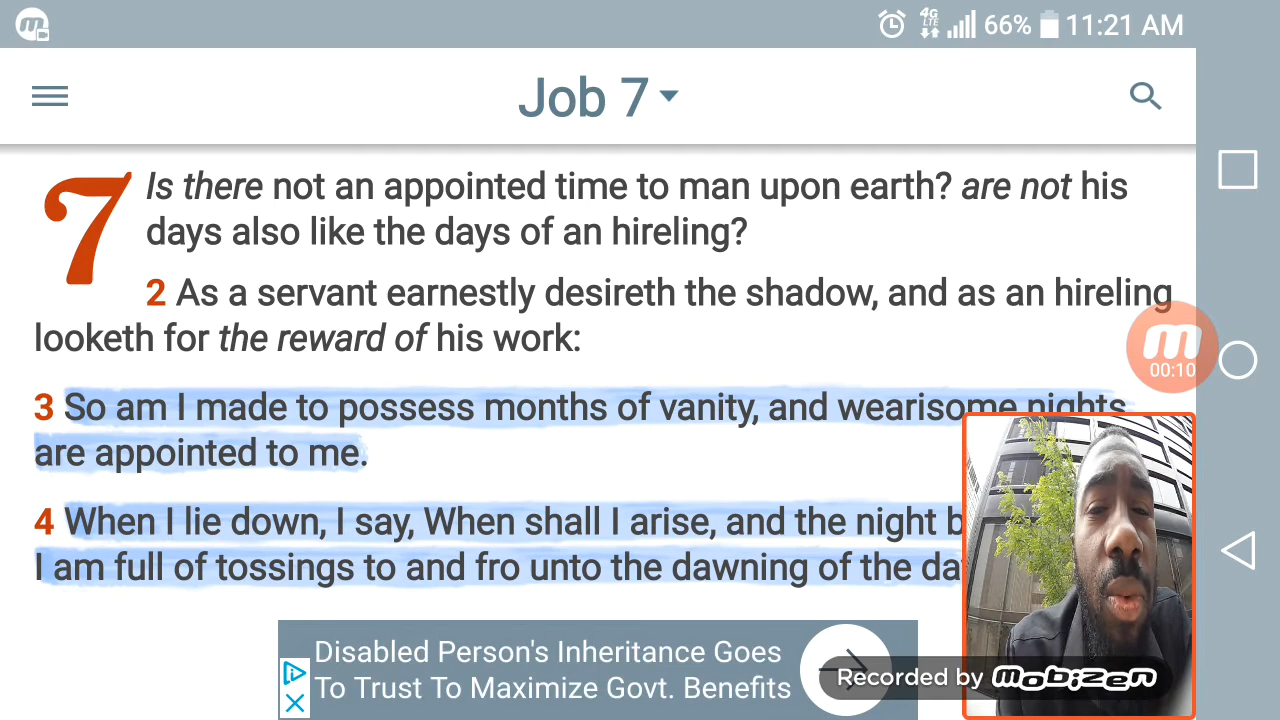 4G
LTE
66%
11:21 AM
Job 7
7 Is there not an appointed time to man upon earth? are not his
days also like the days of an hireling?
2 As a servant earnestly desireth the shadow, and as an hireling
looketh for the reward of his work:
3 So am I made to possess months of vanity, and wearisome nights
are appointed to me.
4 When I lie down, I say, When shall I arise, and the night b
I am full of tossings to and fro unto the dawning of the da
m
00:10
Disabled Person's Inheritance Goes
To Trust To Maximize Govt. Benefits
Recorded by mobizen